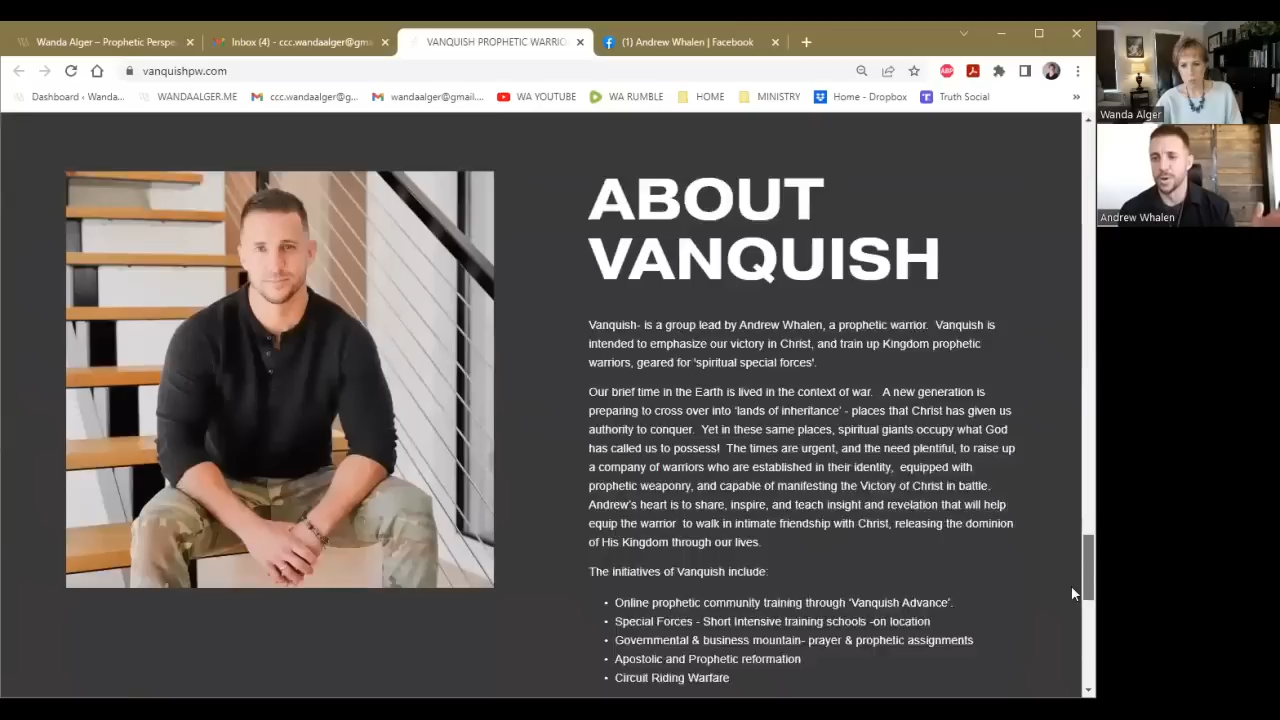 Wanda Alger – Prophetic Perspe
Inbox (4) - ccc.wandaalger@gm
VANQUISH PROPHETIC WARRIO
(1) Andrew Whalen | Facebook
vanquishpw.com
ABP
Dashboard ‹ Wanda...
WANDAALGER.ME
ccc.wandaalger@g...
wandaalger@gmail....
WA YOUTUBE
WA RUMBLE
HOME
MINISTRY
Home - Dropbox
Truth Social
»
Wanda Alger
Andrew Whalen
ABOUT
VANQUISH
Vanquish- is a group lead by Andrew Whalen, a prophetic warrior. Vanquish is
intended to emphasize our victory in Christ, and train up Kingdom prophetic
warriors, geared for 'spiritual special forces'.
Our brief time in the Earth is lived in the context of war. A new generation is
preparing to cross over into 'lands of inheritance' - places that Christ has given us
authority to conquer. Yet in these same places, spiritual giants occupy what God
has called us to possess! The times are urgent, and the need plentiful, to raise up
a company of warriors who are established in their identity, equipped with
prophetic weaponry, and capable of manifesting the Victory of Christ in battle.
Andrew's heart is to share, inspire, and teach insight and revelation that will help
equip the warrior to walk in intimate friendship with Christ, releasing the dominion
of His Kingdom through our lives.
The initiatives of Vanquish include:
• Online prophetic community training through 'Vanquish Advance'.
• Special Forces - Short Intensive training schools -on location
• Governmental & business mountain- prayer & prophetic assignments
• Apostolic and Prophetic reformation
• Circuit Riding Warfare